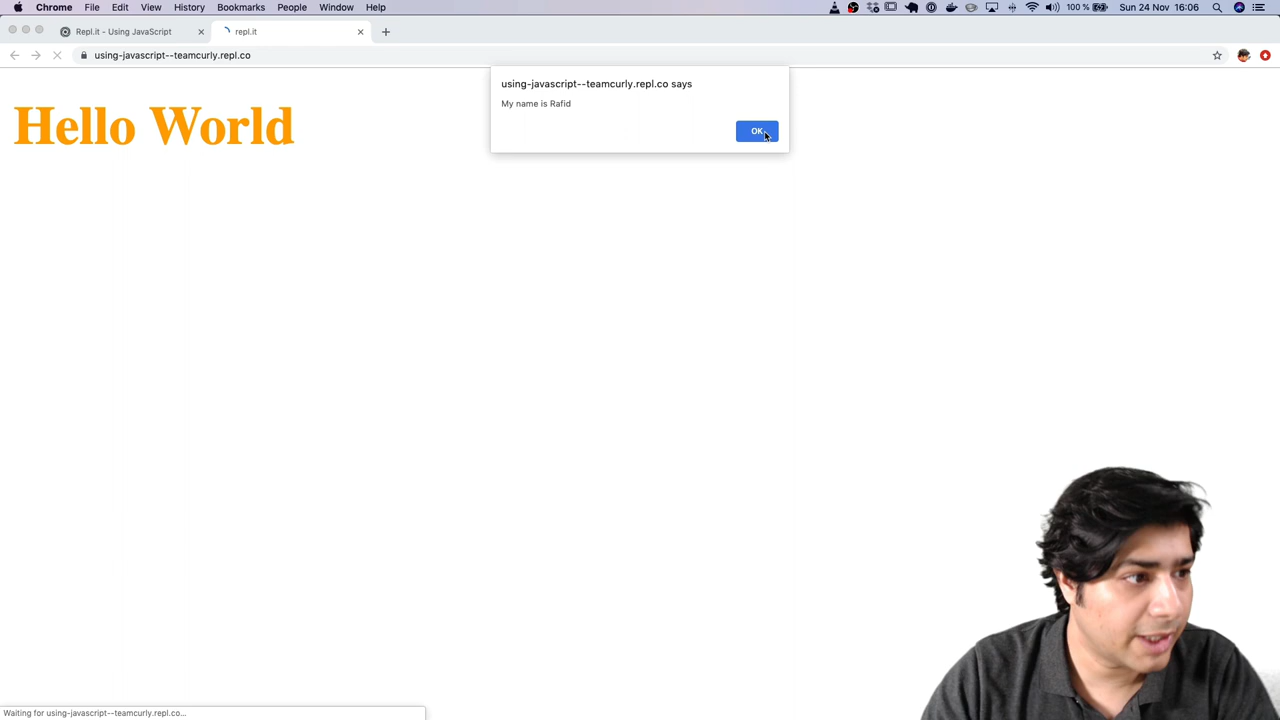 Chrome File Edit View History Bookmarks People Window Help 100 % Sun 24 Nov 16:06
Repl.it - Using JavaScript repl.it
using-javascript--teamcurly.repl.co
using-javascript--teamcurly.repl.co says
My name is Rafid
OK
Hello World
Waiting for using-javascript--teamcurly.repl.co...